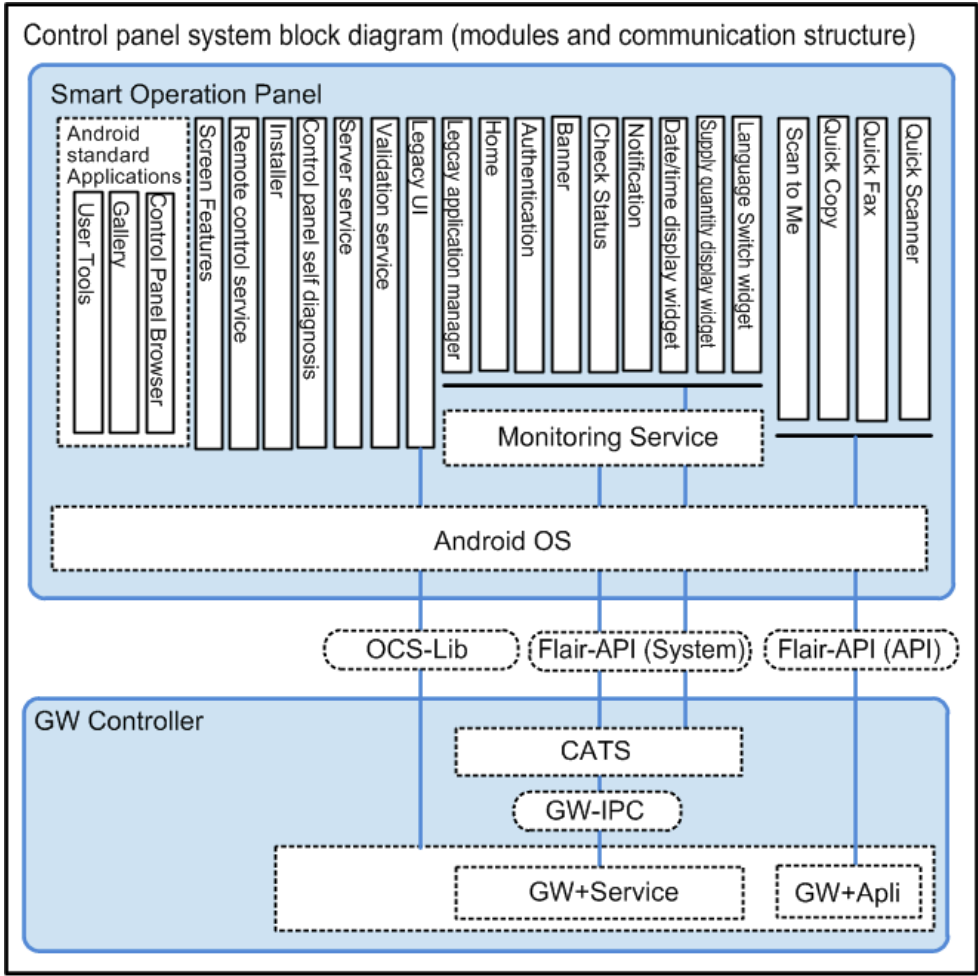 Control panel system block diagram (modules and communication structure)
Smart Operation Panel
Android
standard
Applications
User Tools
Gallery
Control Panel Browser
Screen Features
Remote control service
Installer
Control panel self diagnosis
Server service
Validation service
Legacy UI
Legcay application manager
Home
Authentication
Banner
Check Status
Notification
Date/time display widget
Supply quantity display widget
Language Switch widget
Scan to Me
Quick Copy
Quick Fax
Quick Scanner
Monitoring Service
Android OS
OCS-Lib
Flair-API (System)
Flair-API (API)
GW Controller
CATS
GW-IPC
GW+Service
GW+Apli